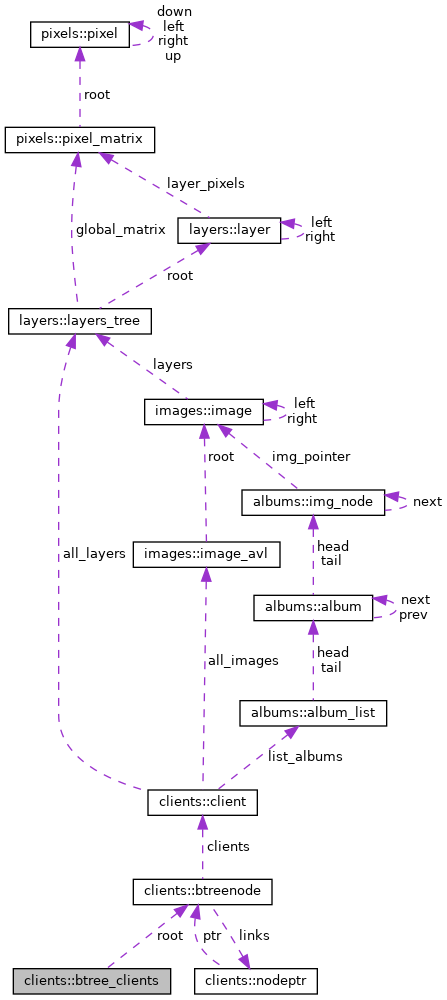 down
left
pixels::pixel
right
up
root
pixels::pixel_matrix
layer_pixels
left
global_matrix
layers::layer
right
root
layers::layers_tree
layers
left
images::image
right
root
img_pointer
albums::img_node
next
all_layers
images::image_avl
head
tail
next
albums::album
prev
all_images
head
tail
albums::album_list
list_albums
clients::client
clients
clients::btreenode
root
ptr
links
clients::btree_clients
clients::nodeptr